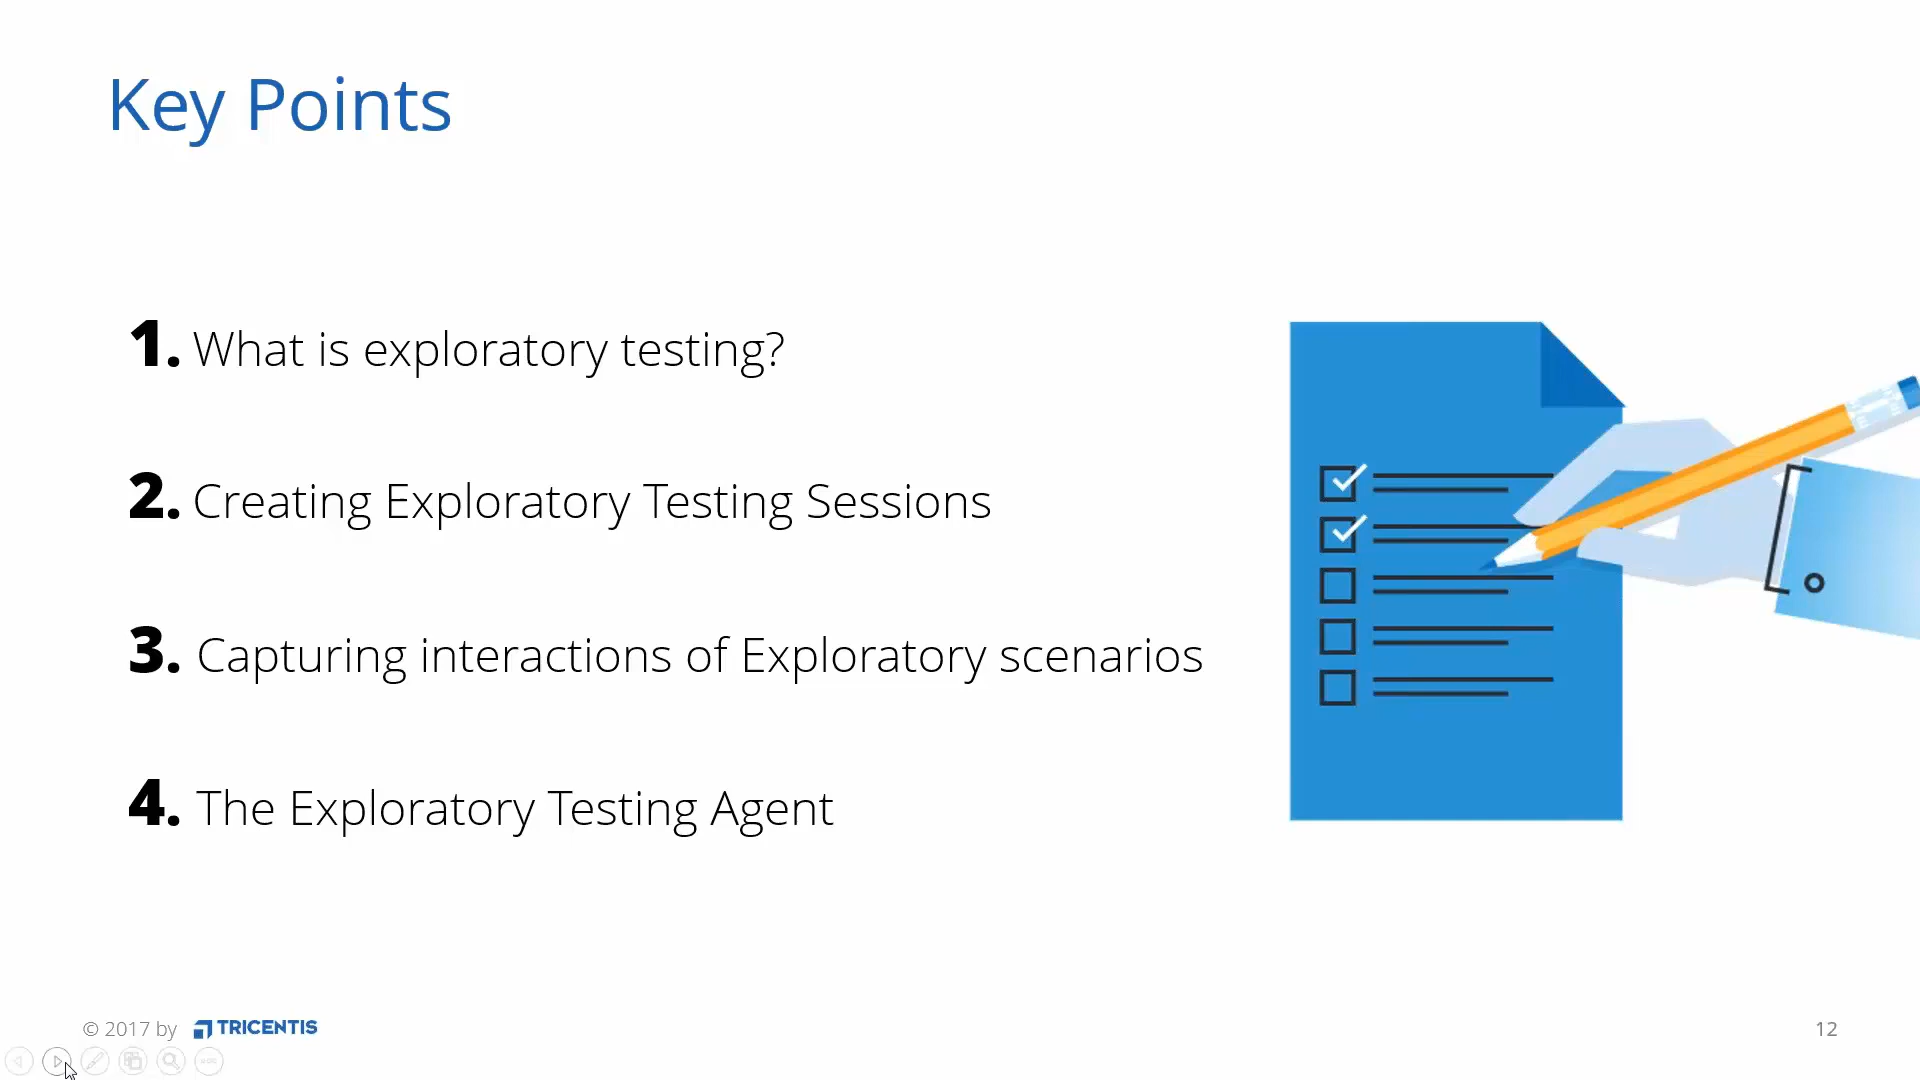 Key Points
1. What is exploratory testing?
2. Creating Exploratory Testing Sessions
3. Capturing interactions of Exploratory scenarios
4. The Exploratory Testing Agent
© 2017 by TRICENTIS
12